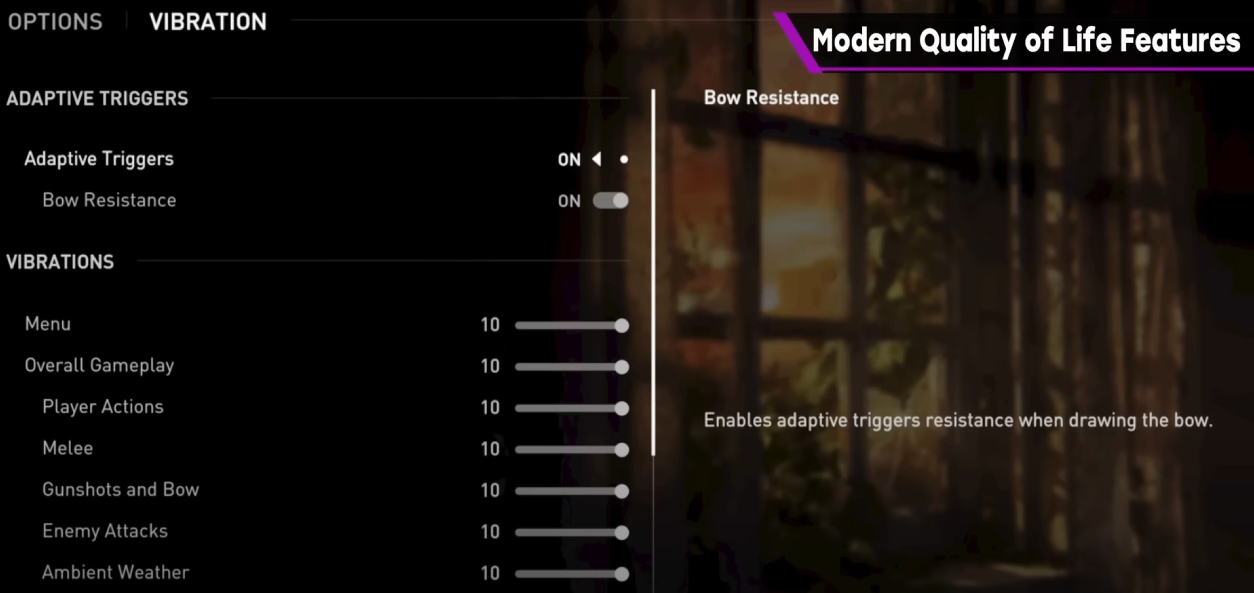 OPTIONS VIBRATION
Modern Quality of Life Features
ADAPTIVE TRIGGERS
Adaptive Triggers ON
Bow Resistance ON
VIBRATIONS
Menu 10
Overall Gameplay 10
Player Actions 10
Melee 10
Gunshots and Bow 10
Enemy Attacks 10
Ambient Weather 10
Bow Resistance
Enables adaptive triggers resistance when drawing the bow.